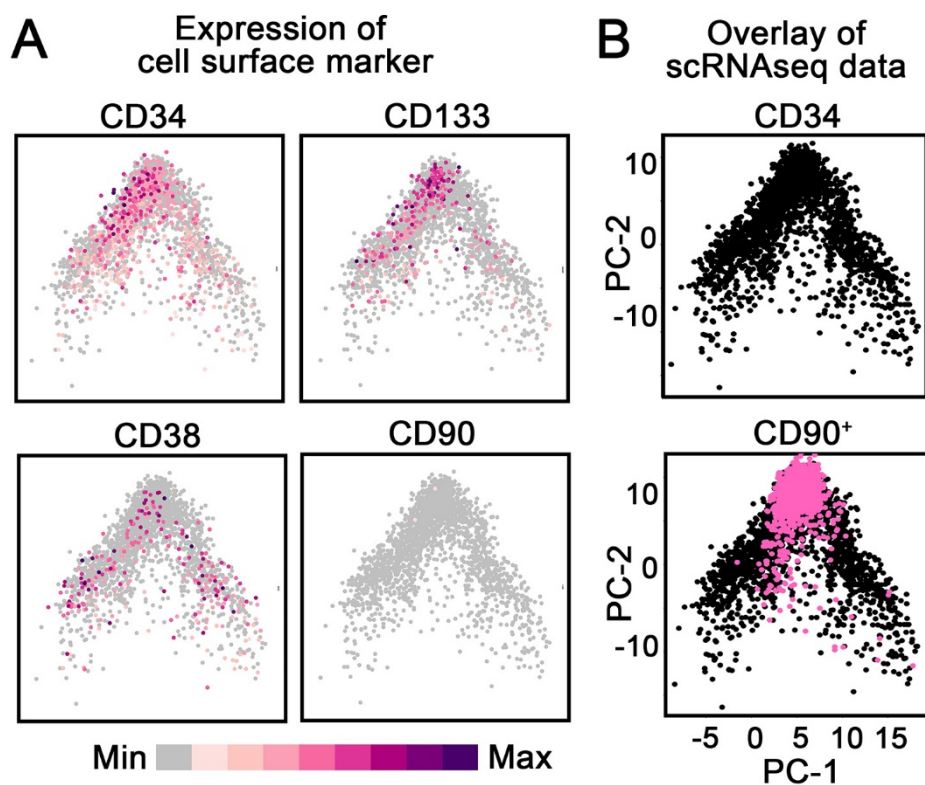 A
Expression of
cell surface marker
B
Overlay of
scRNAseq data
CD34
CD133
CD34
10
0
-10
PC-2
CD38
CD90
CD90⁺
10
0
-10
PC-2
-5 0 5 10 15
PC-1
Min Max